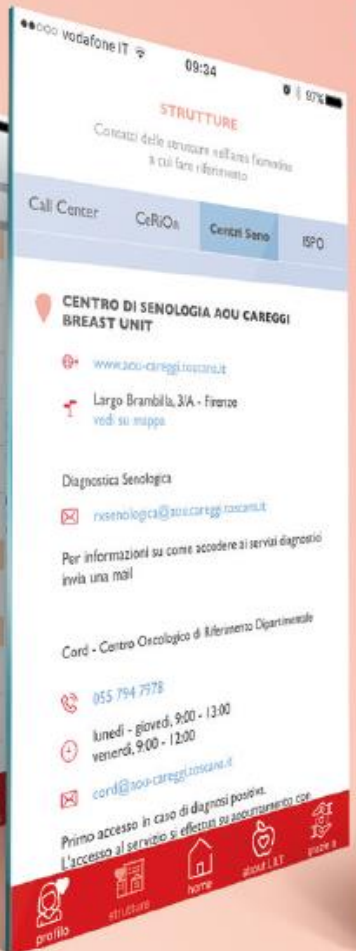 vodafone IT
09:34
97%
STRUTTURE
Contatti delle strutture nell'area fiorentina
a cui fare riferimento
Call Center
CeRiOn
Centri Seno
ISPO
CENTRO DI SENOLOGIA AOU CAREGGI
BREAST UNIT
www.aou-careggi.toscana.it
Largo Brambilla, 3/A - Firenze
vedi su mappa
Diagnostica Senologica
rxsenologica@aou.careggi.toscana.it
Per informazioni su come accedere ai servizi diagnostici
invia una mail
Cord - Centro Oncologico di Riferimento Dipartimentale
055 794 7978
lunedì - giovedì, 9:00 - 13:00
venerdì, 9:00 - 12:00
cord@aou-careggi.toscana.it
Primo accesso in caso di diagnosi positiva.
L'accesso al servizio si effettua su appuntamento con
profilo
strutture
home
about LILT
grazie a